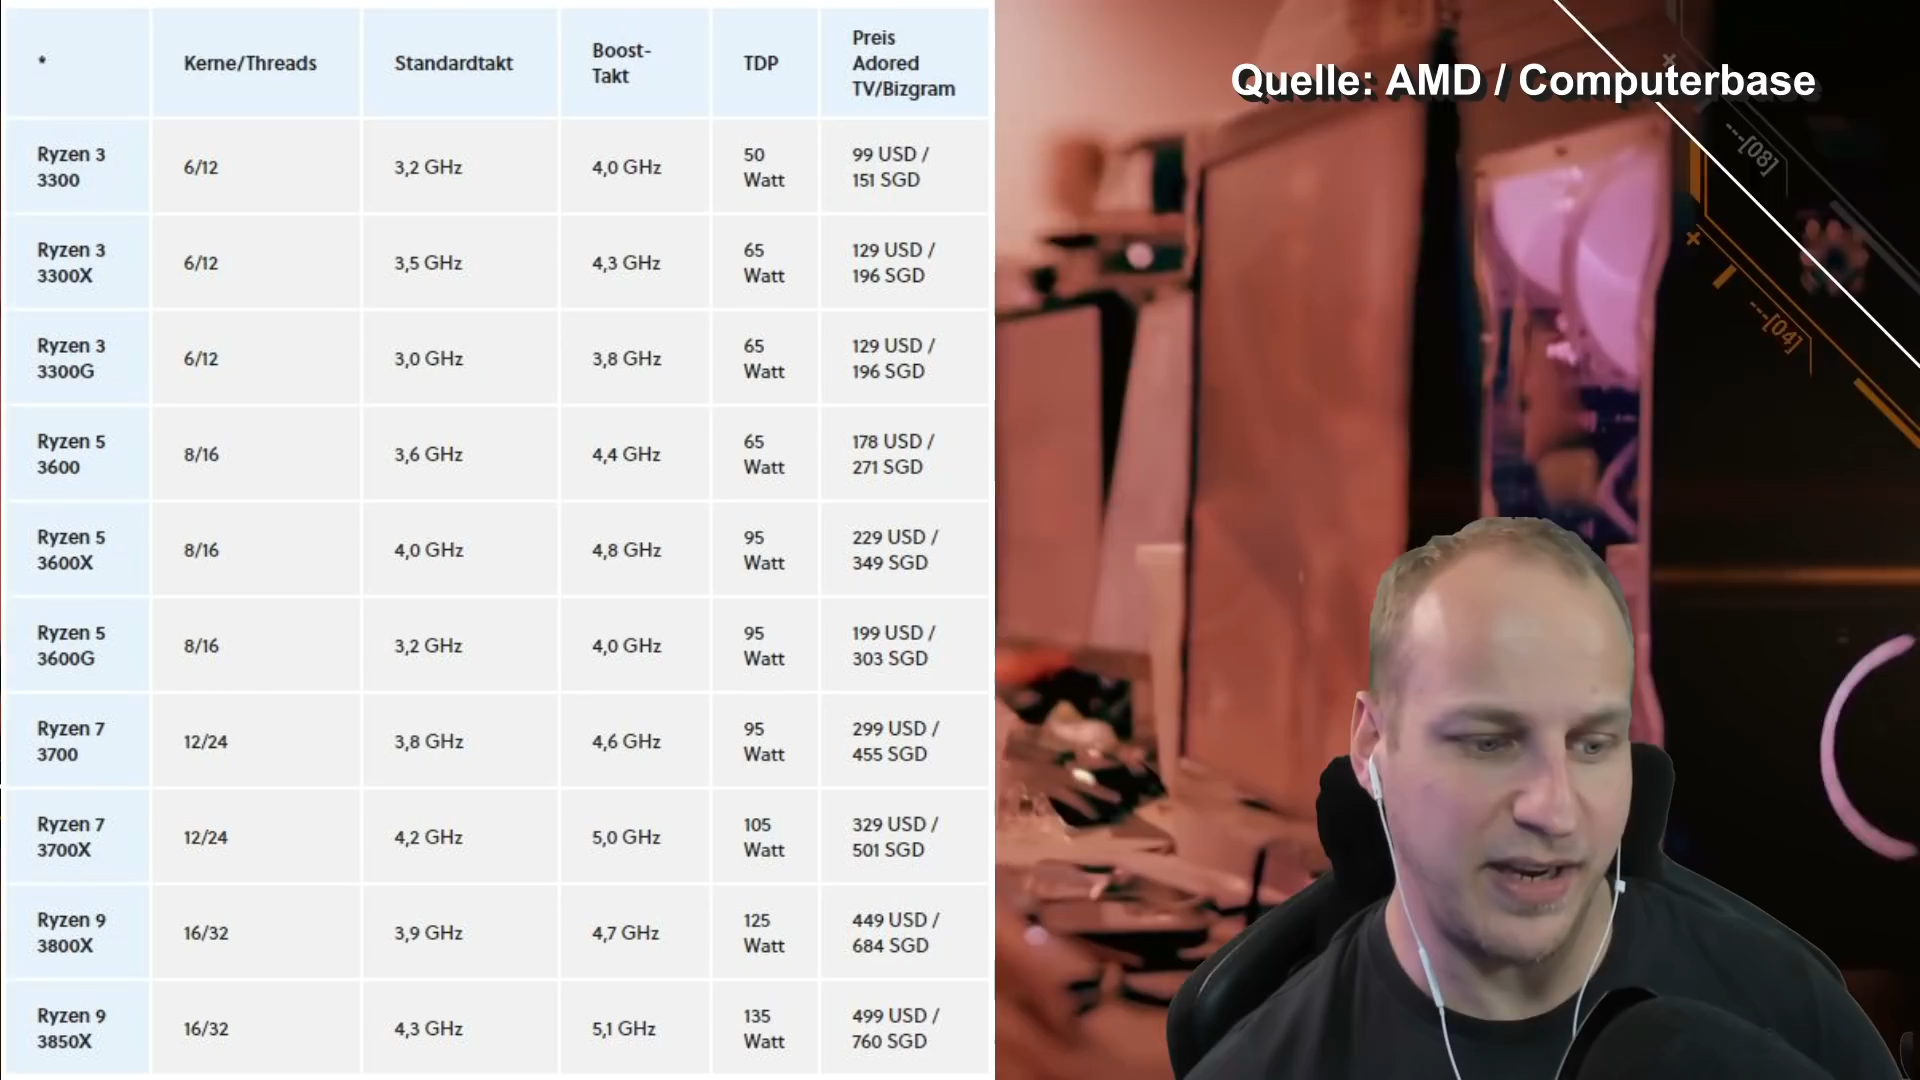 *
Kerne/Threads
Standardtakt
Boost-
Takt
TDP
Preis
Adored
TV/Bizgram
Ryzen 3
3300
6/12
3,2 GHz
4,0 GHz
50
Watt
99 USD /
151 SGD
Ryzen 3
3300X
6/12
3,5 GHz
4,3 GHz
65
Watt
129 USD /
196 SGD
Ryzen 3
3300G
6/12
3,0 GHz
3,8 GHz
65
Watt
129 USD /
196 SGD
Ryzen 5
3600
8/16
3,6 GHz
4,4 GHz
65
Watt
178 USD /
271 SGD
Ryzen 5
3600X
8/16
4,0 GHz
4,8 GHz
95
Watt
229 USD /
349 SGD
Ryzen 5
3600G
8/16
3,2 GHz
4,0 GHz
95
Watt
199 USD /
303 SGD
Ryzen 7
3700
12/24
3,8 GHz
4,6 GHz
95
Watt
299 USD /
455 SGD
Ryzen 7
3700X
12/24
4,2 GHz
5,0 GHz
105
Watt
329 USD /
501 SGD
Ryzen 9
3800X
16/32
3,9 GHz
4,7 GHz
125
Watt
449 USD /
684 SGD
Ryzen 9
3850X
16/32
4,3 GHz
5,1 GHz
135
Watt
499 USD /
760 SGD
Quelle: AMD / Computerbase
---[08]
---[04]